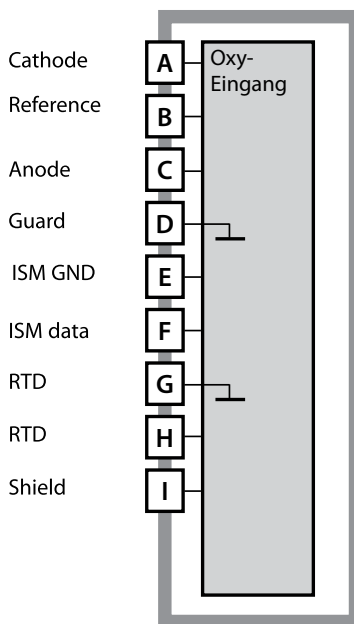 Cathode A Oxy-
Eingang
Reference B
Anode C
Guard D
ISM GND E
ISM data F
RTD G
RTD H
Shield I